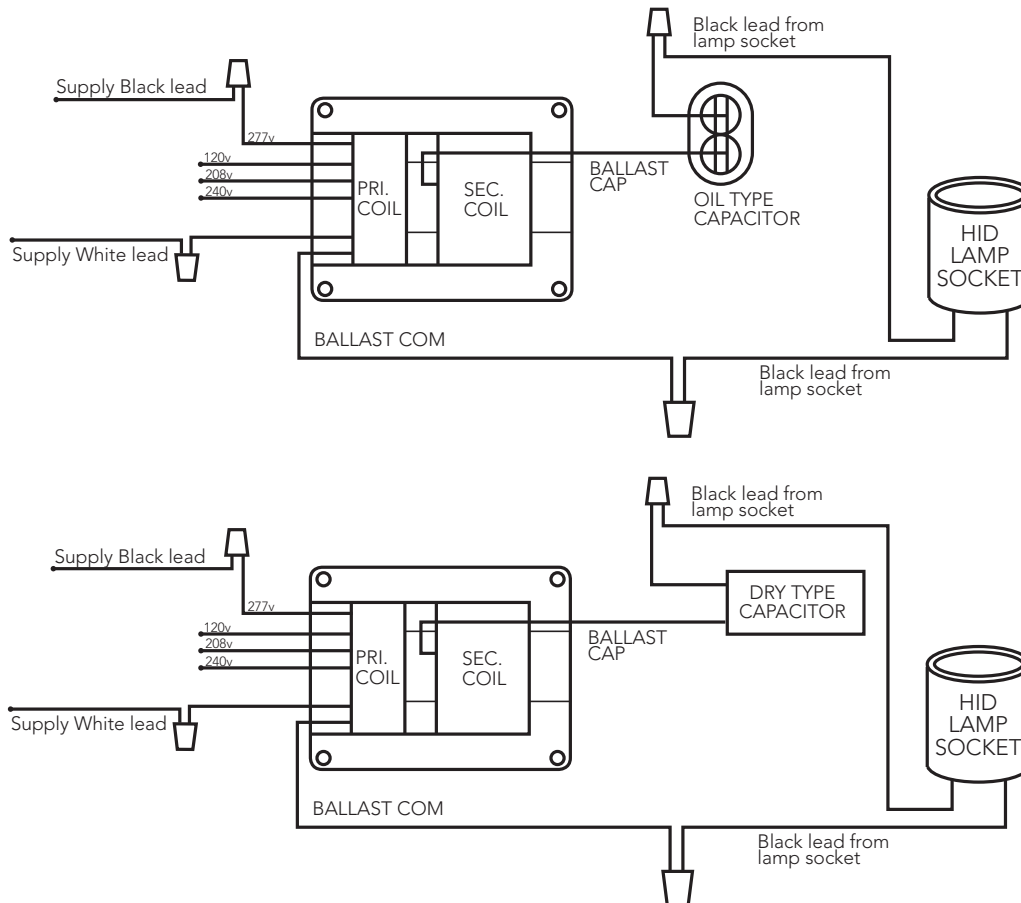 Black lead from
lamp socket
Supply Black lead
277v
120v
208v
240v
PRI.
COIL
SEC.
COIL
BALLAST
CAP
OIL TYPE
CAPACITOR
Supply White lead
HID
LAMP
SOCKET
BALLAST COM
Black lead from
lamp socket
Black lead from
lamp socket
Supply Black lead
277v
120v
208v
240v
PRI.
COIL
SEC.
COIL
BALLAST
CAP
DRY TYPE
CAPACITOR
Supply White lead
HID
LAMP
SOCKET
BALLAST COM
Black lead from
lamp socket